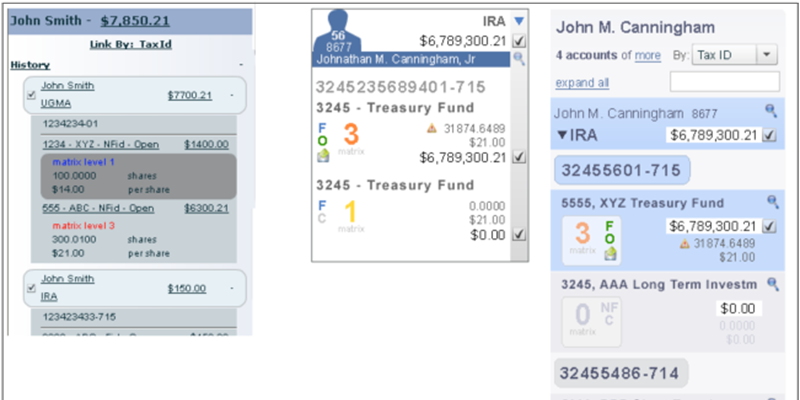 John Smith - $7,850.21
Link By: TaxId
History -
John Smith
UGMA $7700.21 -
1234234-01
1234 - XYZ - NFid - Open $1400.00
matrix level 1
100.0000 shares
$14.00 per share
555 - ABC - NFid - Open $6300.21
matrix level 3
300.0100 shares
$21.00 per share
John Smith
IRA $150.00 -
123423433-715
56
8677
IRA
$6,789,300.21
Johnathan M. Canningham, Jr
32452235689401-715
3245 - Treasury Fund
F
O
3
matrix
31874.6489
$21.00
$6,789,300.21
3245 - Treasury Fund
F
C
1
matrix
0.0000
$21.00
$0.00
John M. Canningham
4 accounts of more By: Tax ID
expand all
John M. Canningham 8677
IRA $6,789,300.21
32455601-715
5555, XYZ Treasury Fund
3
matrix
F
O
$6,789,300.21
31874.6489
$21.00
3245, AAA Long Term Investm
0
matrix
NF
C
$0.00
0.0000
$0.00
32455486-714